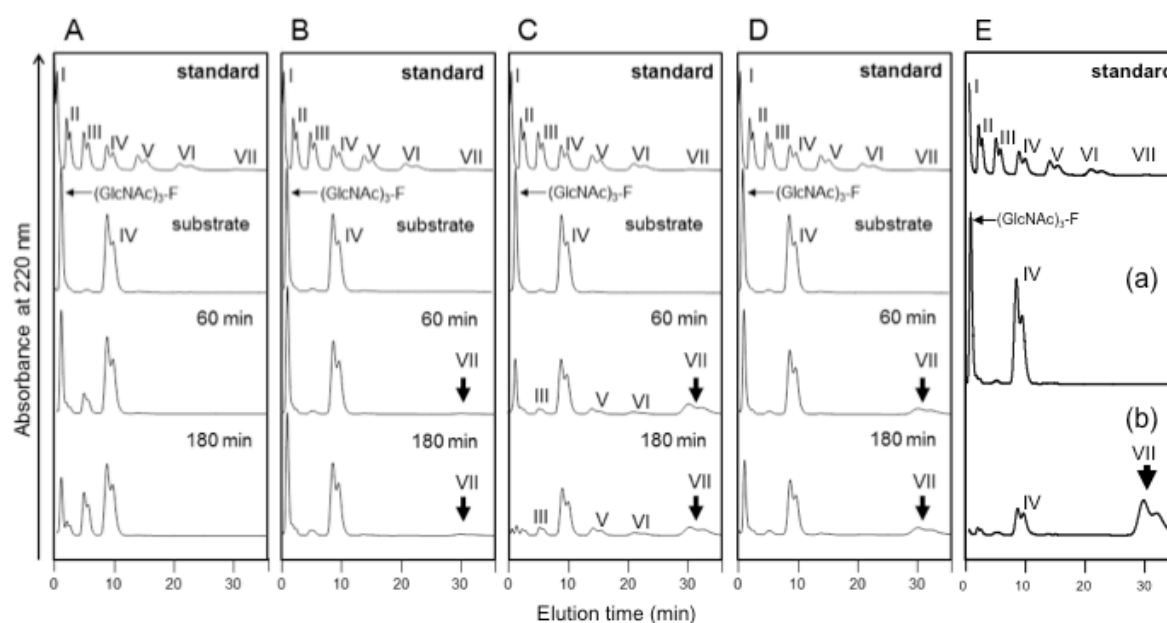 A
B
C
D
E
Absorbance at 220 nm
standard
I
II
III
IV
V
VI
VII
(GlcNAc)3-F
substrate
IV
60 min
180 min
0 10 20 30
standard
I
II
III
IV
V
VI
VII
(GlcNAc)3-F
substrate
IV
60 min
VII
180 min
VII
0 10 20 30
standard
I
II
III
IV
V
VI
VII
(GlcNAc)3-F
substrate
IV
60 min
VII
III
V
VI
180 min
VII
III
V
VI
0 10 20 30
standard
I
II
III
IV
V
VI
VII
(GlcNAc)3-F
substrate
IV
60 min
VII
180 min
VII
0 10 20 30
standard
I
II
III
IV
V
VI
VII
(GlcNAc)3-F
IV
(a)
(b)
VII
IV
0 10 20 30
Elution time (min)